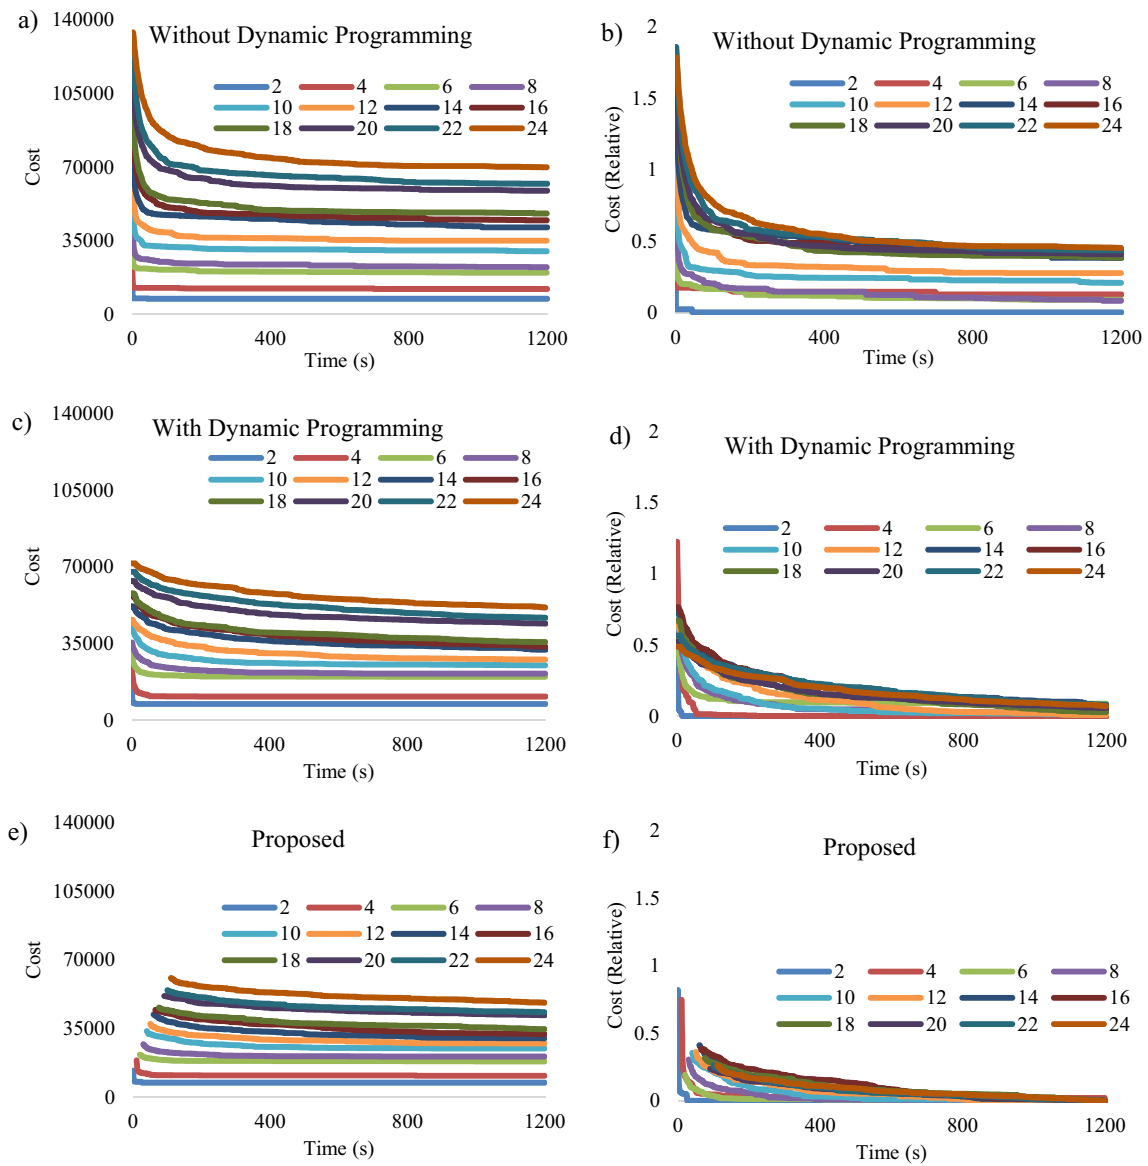 a)
140000
105000
70000
35000
0
Cost
Without Dynamic Programming
2 4 6 8
10 12 14 16
18 20 22 24
0 400 800 1200
Time (s)
b)
2
1.5
1
0.5
0
Cost (Relative)
Without Dynamic Programming
2 4 6 8
10 12 14 16
18 20 22 24
0 400 800 1200
Time (s)
c)
140000
105000
70000
35000
0
Cost
With Dynamic Programming
2 4 6 8
10 12 14 16
18 20 22 24
0 400 800 1200
Time (s)
d)
2
1.5
1
0.5
0
Cost (Relative)
With Dynamic Programming
2 4 6 8
10 12 14 16
18 20 22 24
0 400 800 1200
Time (s)
e)
140000
105000
70000
35000
0
Cost
Proposed
2 4 6 8
10 12 14 16
18 20 22 24
0 400 800 1200
Time (s)
f)
2
1.5
1
0.5
0
Cost (Relative)
Proposed
2 4 6 8
10 12 14 16
18 20 22 24
0 400 800 1200
Time (s)